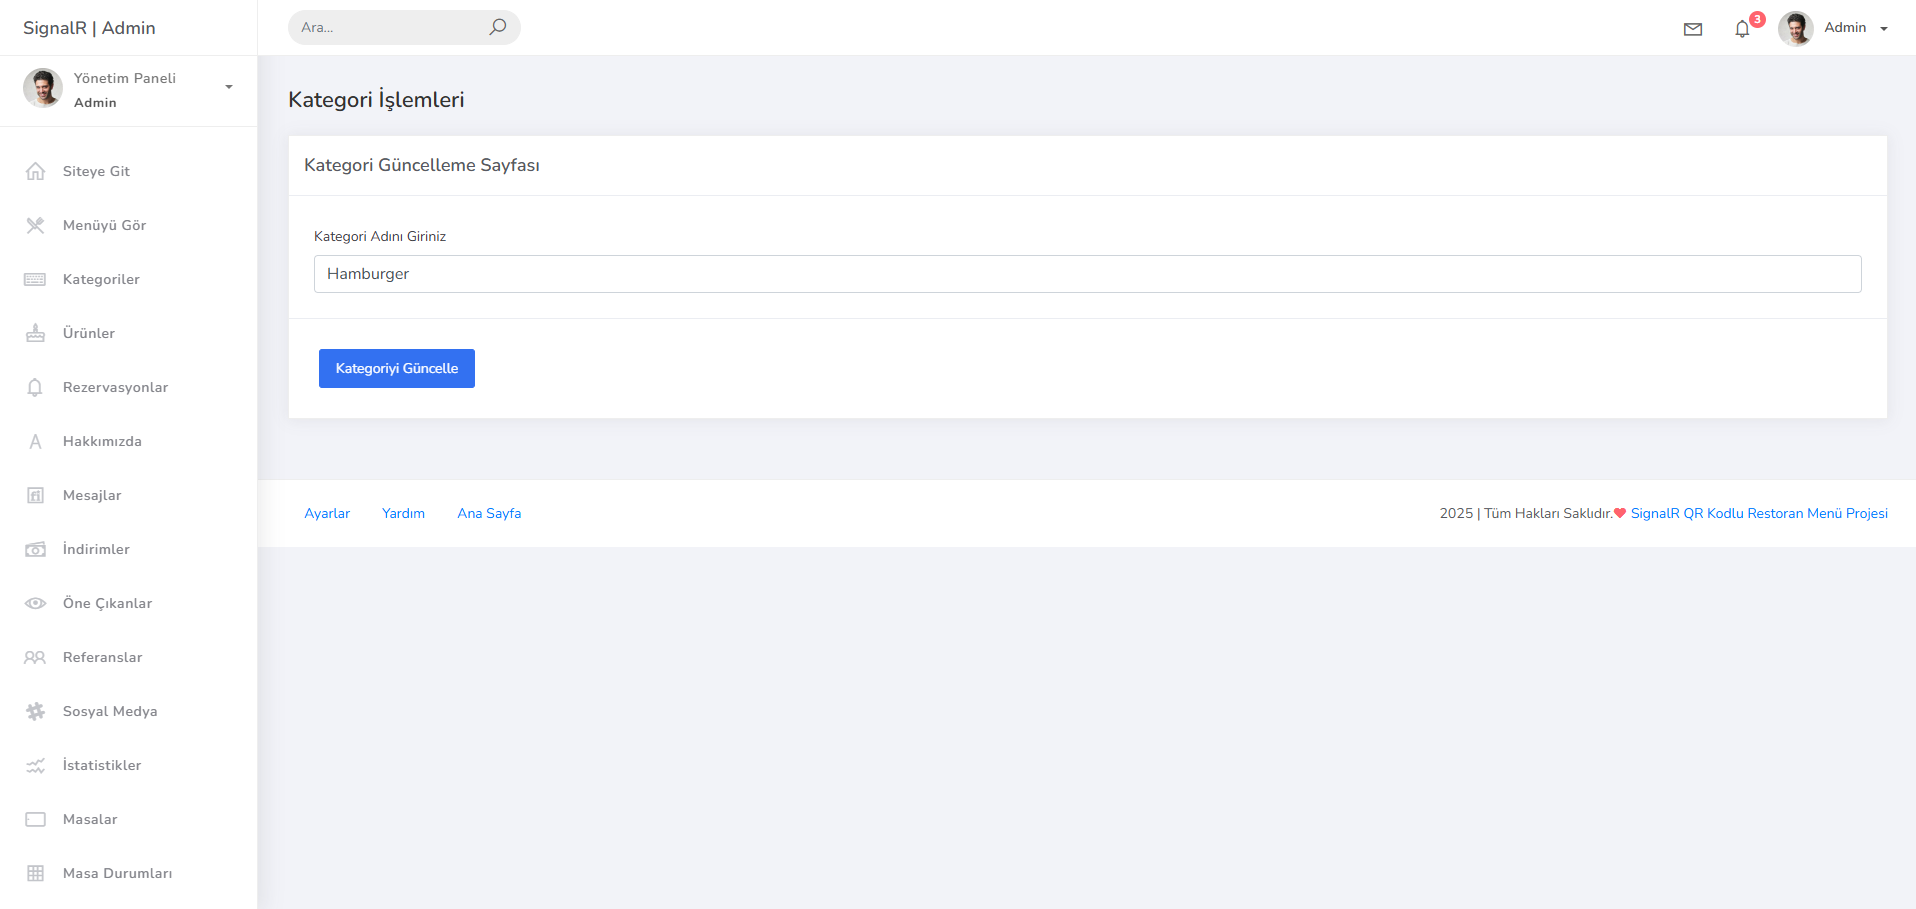 SignalR | Admin
Ara...
3
Admin
Yönetim Paneli
Admin
Siteye Git
Menüyü Gör
Kategoriler
Ürünler
Rezervasyonlar
Hakkımızda
Mesajlar
İndirimler
Öne Çıkanlar
Referanslar
Sosyal Medya
İstatistikler
Masalar
Masa Durumları
Kategori İşlemleri
Kategori Güncelleme Sayfası
Kategori Adını Giriniz
Hamburger
Kategoriyi Güncelle
Ayarlar Yardım Ana Sayfa
2025 | Tüm Hakları Saklıdır.❤ SignalR QR Kodlu Restoran Menü Projesi